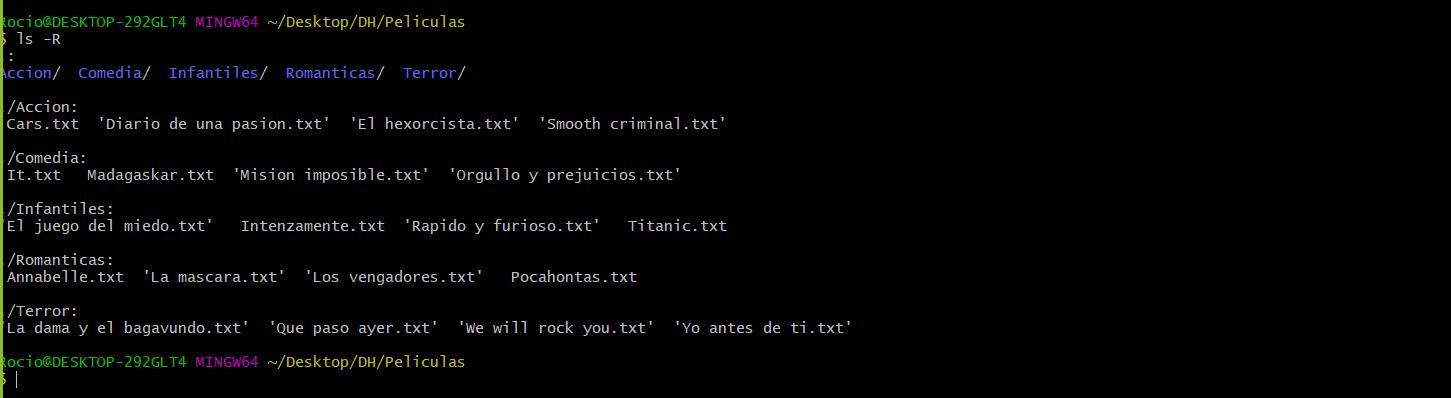 Rocio@DESKTOP-292GLT4 MINGW64 ~/Desktop/DH/Peliculas
$ ls -R
.:
Accion/  Comedia/  Infantiles/  Romanticas/  Terror/
./Accion:
Cars.txt  'Diario de una pasion.txt'  'El hexorcista.txt'  'Smooth criminal.txt'
./Comedia:
It.txt   Madagaskar.txt  'Mision imposible.txt'  'Orgullo y prejuicios.txt'
./Infantiles:
'El juego del miedo.txt'   Intenzamente.txt  'Rapido y furioso.txt'   Titanic.txt
./Romanticas:
Annabelle.txt  'La mascara.txt'  'Los vengadores.txt'   Pocahontas.txt
./Terror:
'La dama y el bagavundo.txt'  'Que paso ayer.txt'  'We will rock you.txt'  'Yo antes de ti.txt'
Rocio@DESKTOP-292GLT4 MINGW64 ~/Desktop/DH/Peliculas
$